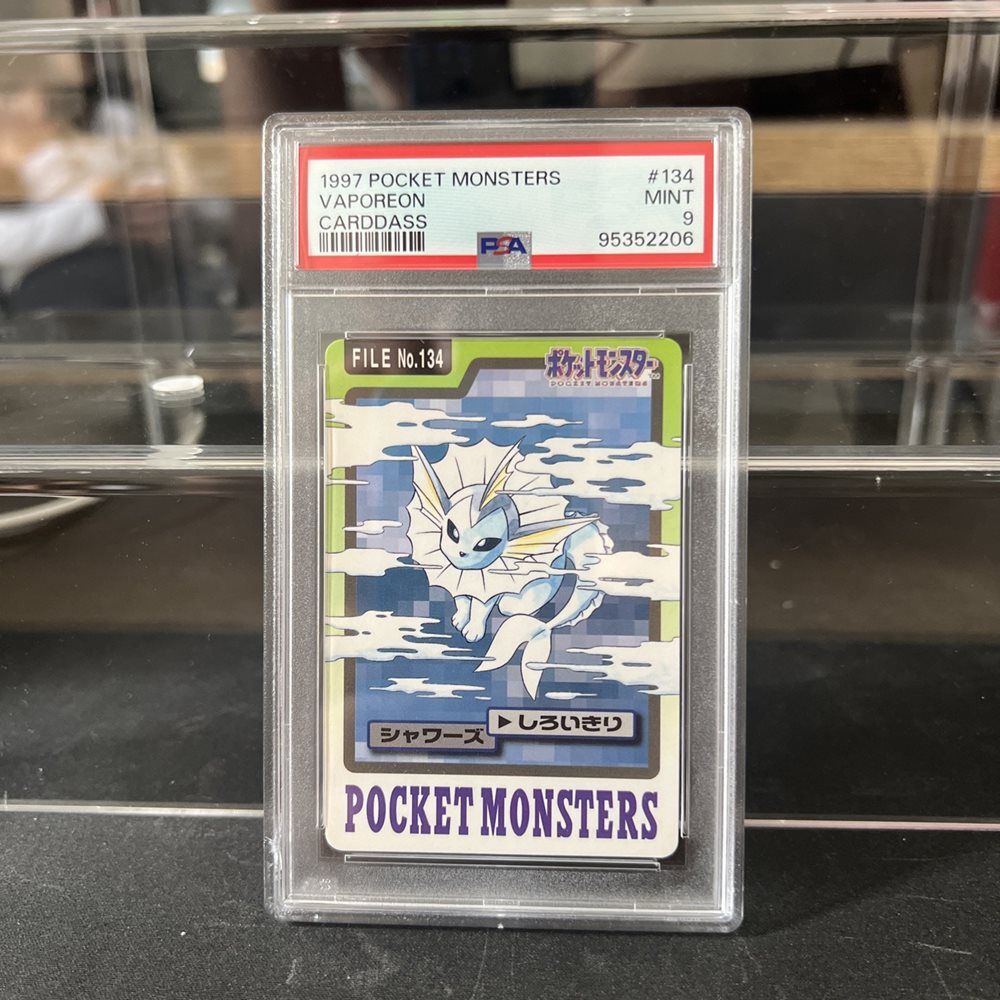 1997 POCKET MONSTERS #134
VAPOREON MINT
CARDDASS 9
PSA 95352206
FILE No.134
ポケットモンスター
POCKET MONSTERS
TM
▶しろいきり
シャワーズ
POCKET MONSTERS